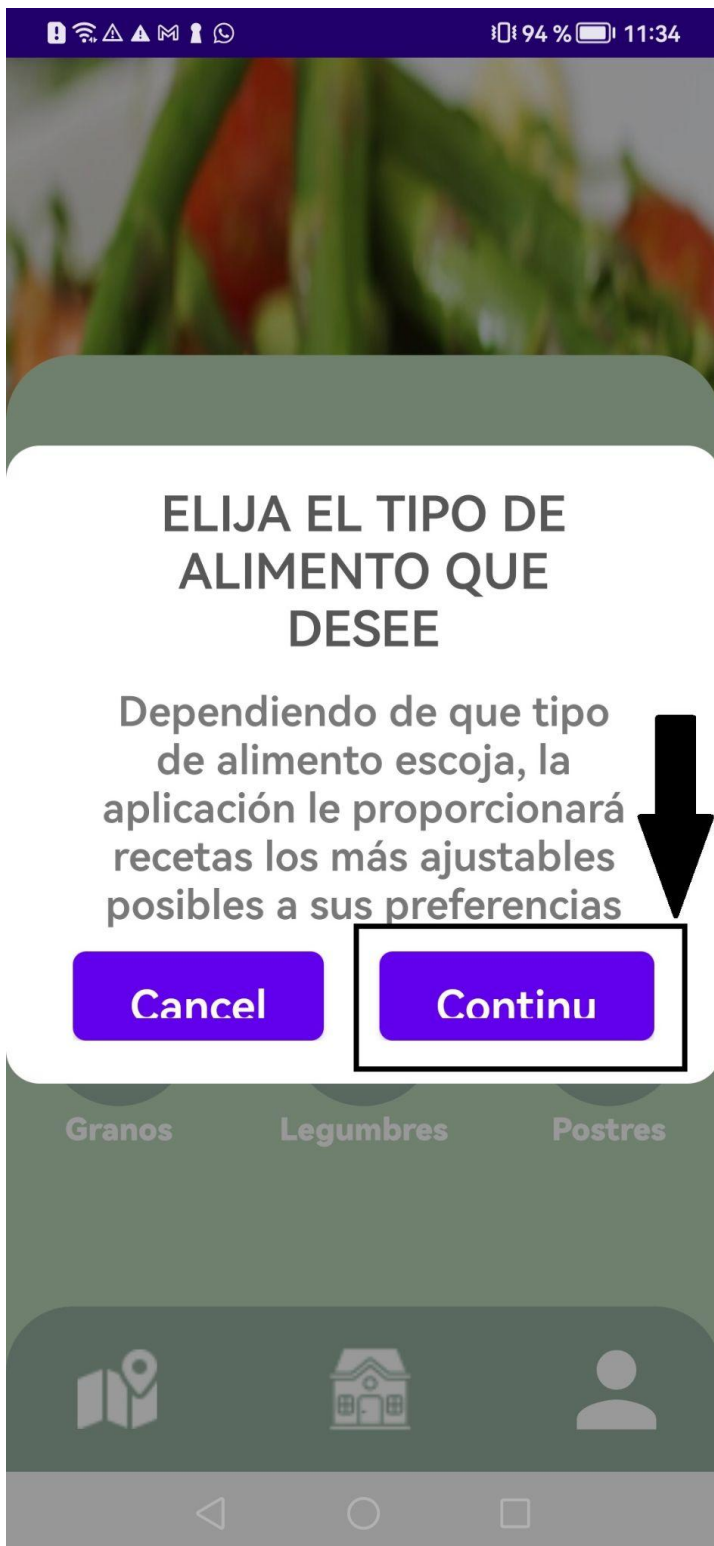 94 % 11:34
ELIJA EL TIPO DE
ALIMENTO QUE
DESEE
Dependiendo de que tipo
de alimento escoja, la
aplicación le proporcionará
recetas los más ajustables
posibles a sus preferencias
Cancel Continu
Granos Legumbres Postres